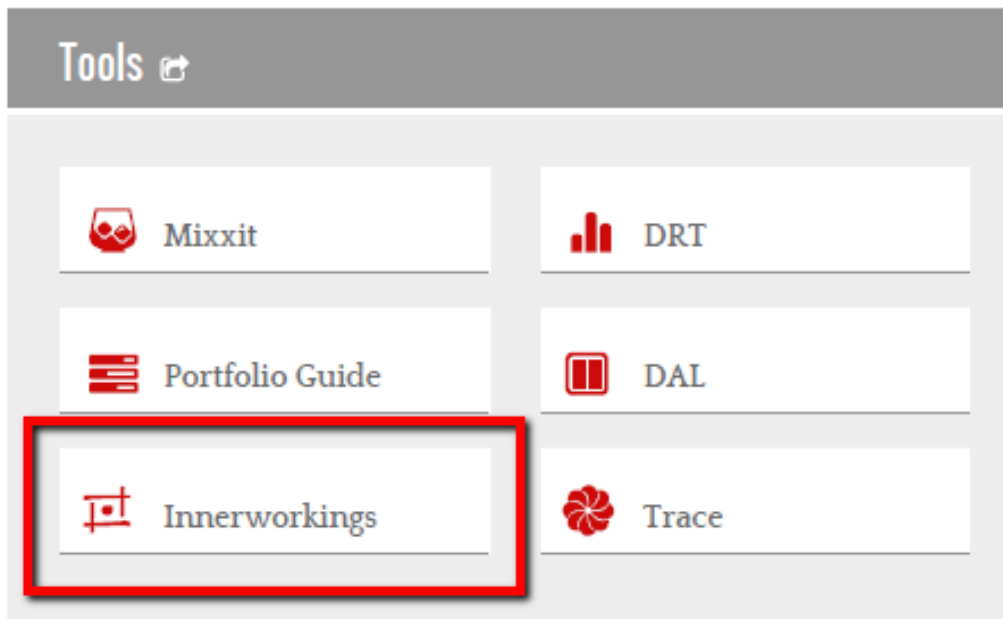 Tools
Mixxit
DRT
Portfolio Guide
DAL
Innerworkings
Trace